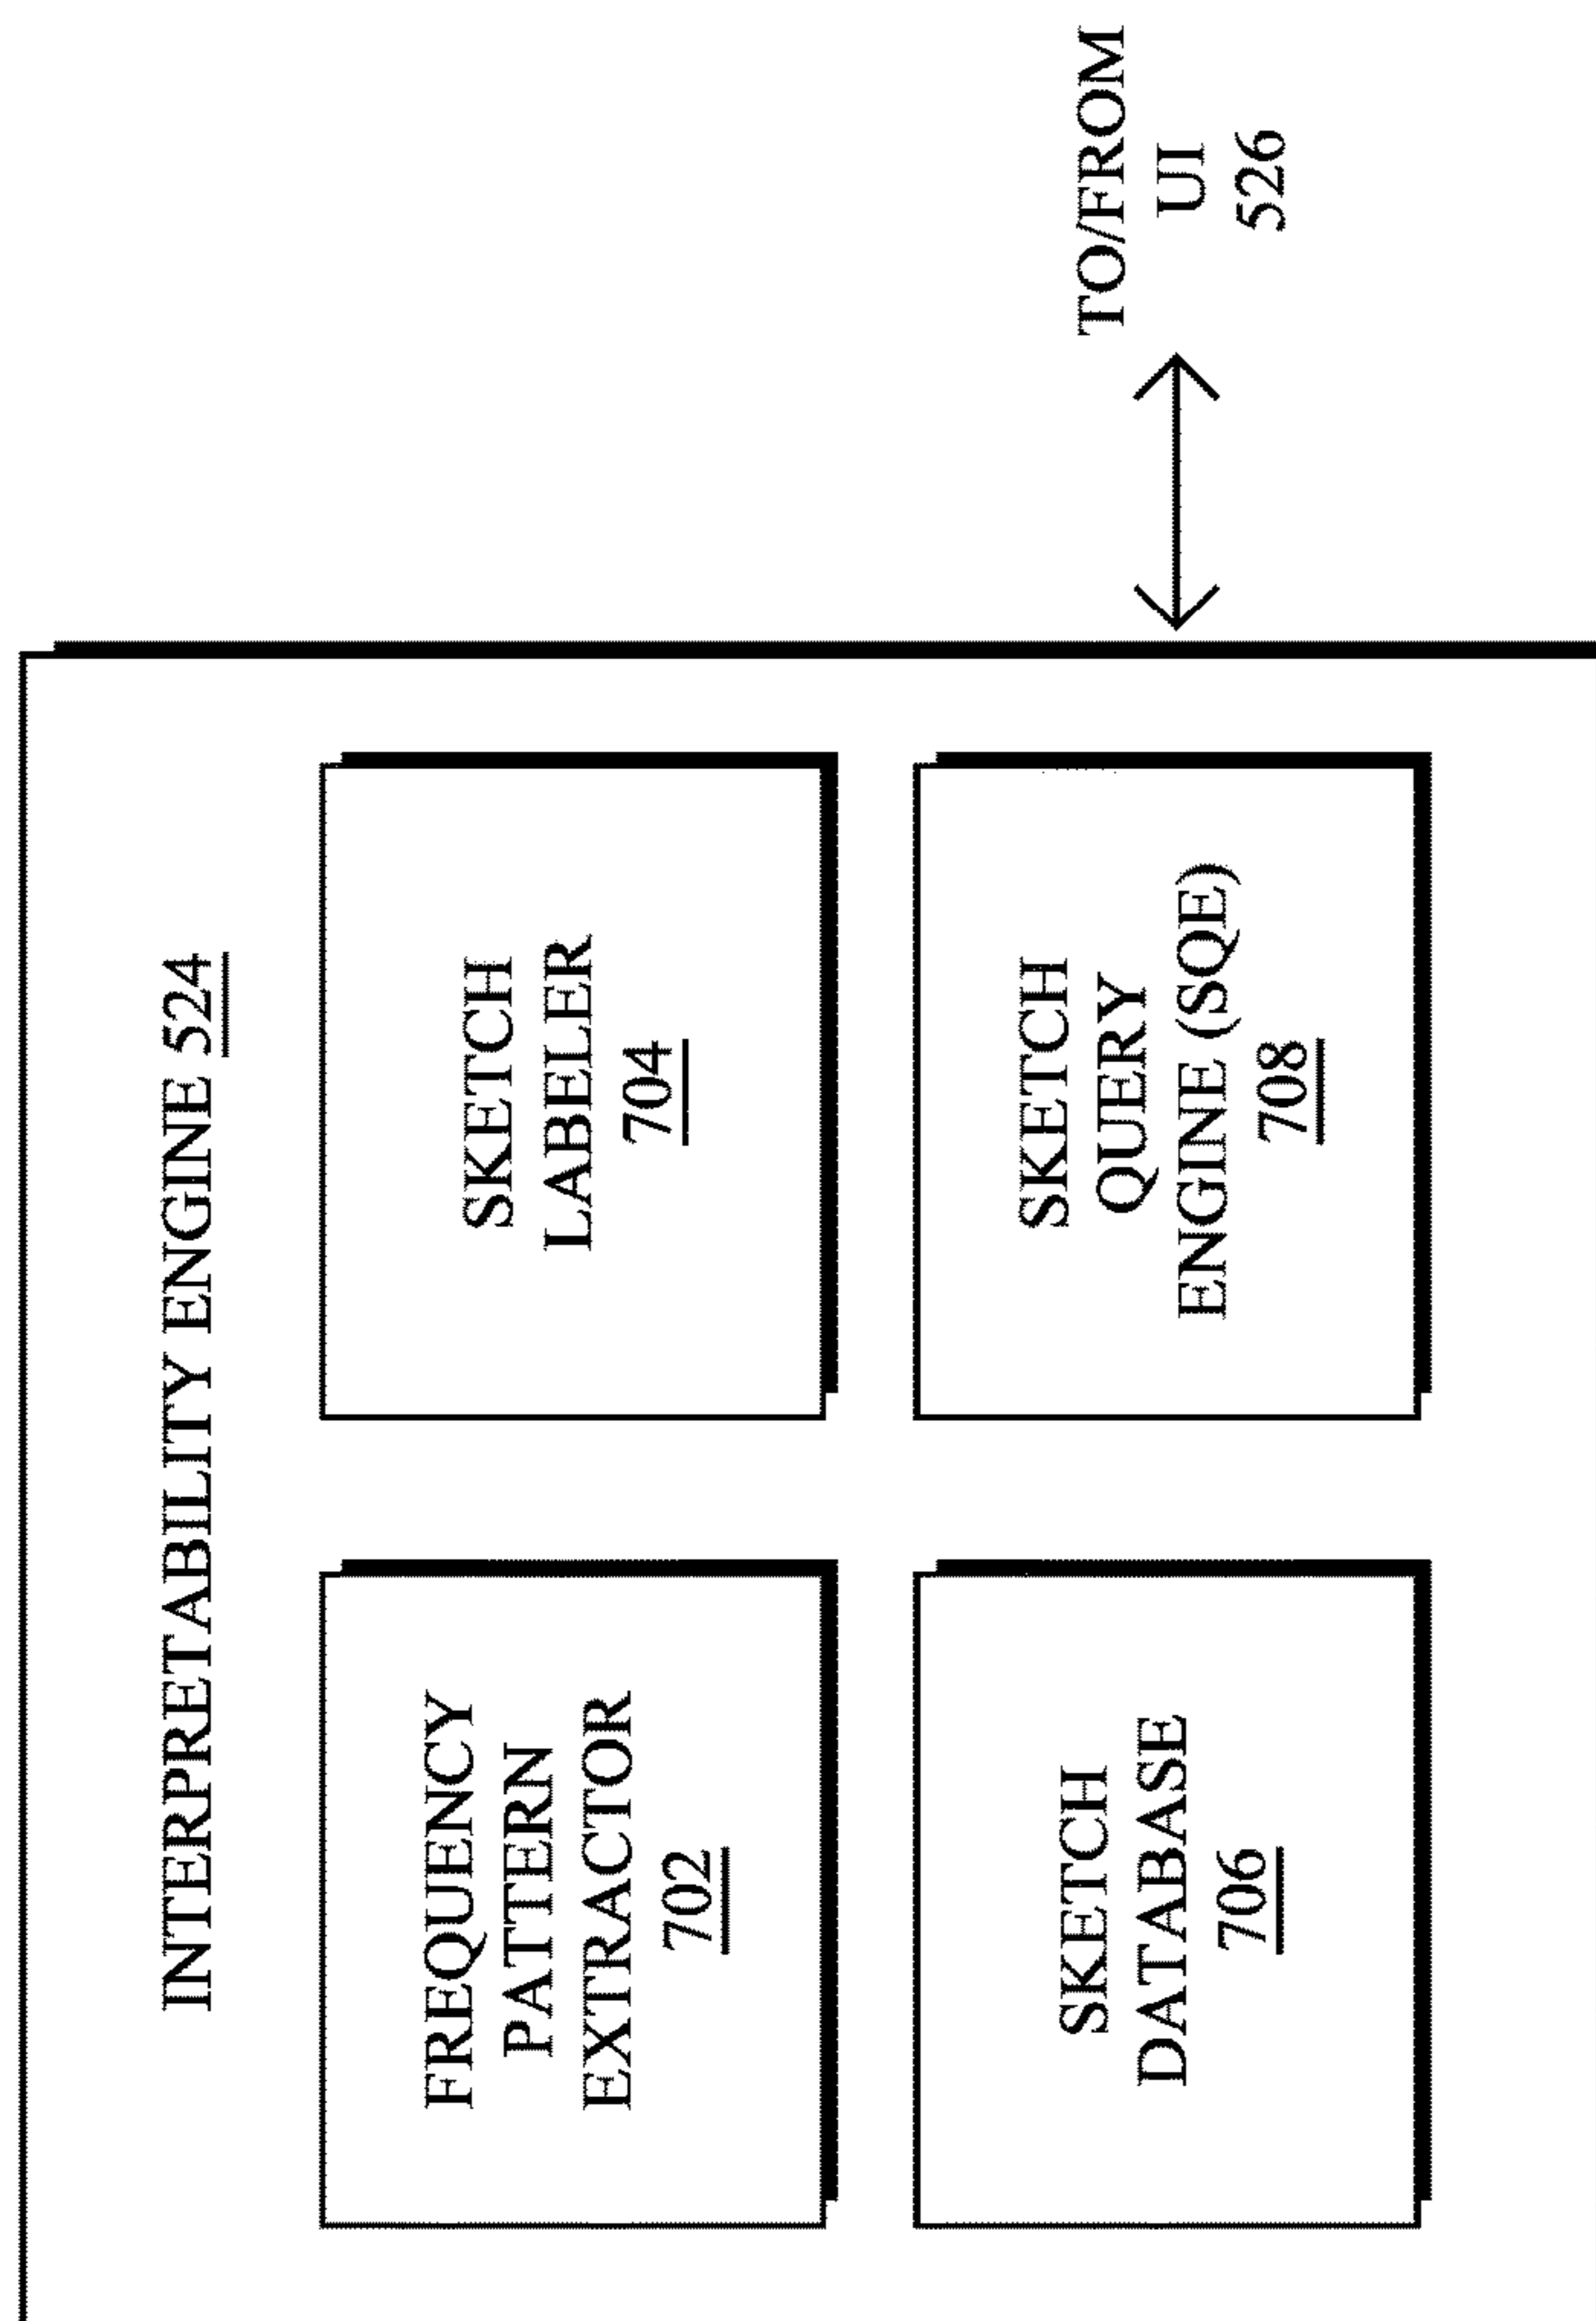 INTERPRETABILITY ENGINE 524
FREQUENCY
PATTERN
EXTRACTOR
702
SKETCH
LABELER
704
SKETCH
DATABASE
706
SKETCH
QUERY
ENGINE (SQE)
708
TO/FROM
UI
526